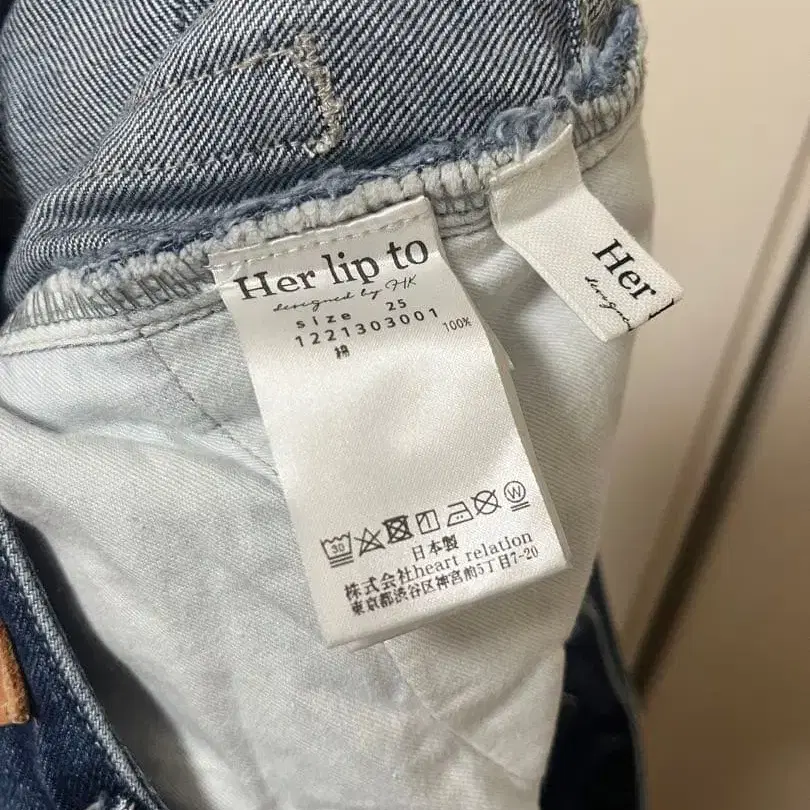 Her lip to
designed by HK
size 25
1221303001
綿 100%
30
W
日本製
株式会社heart relation
東京都渋谷区神宮前5丁目7-20
Her
designed